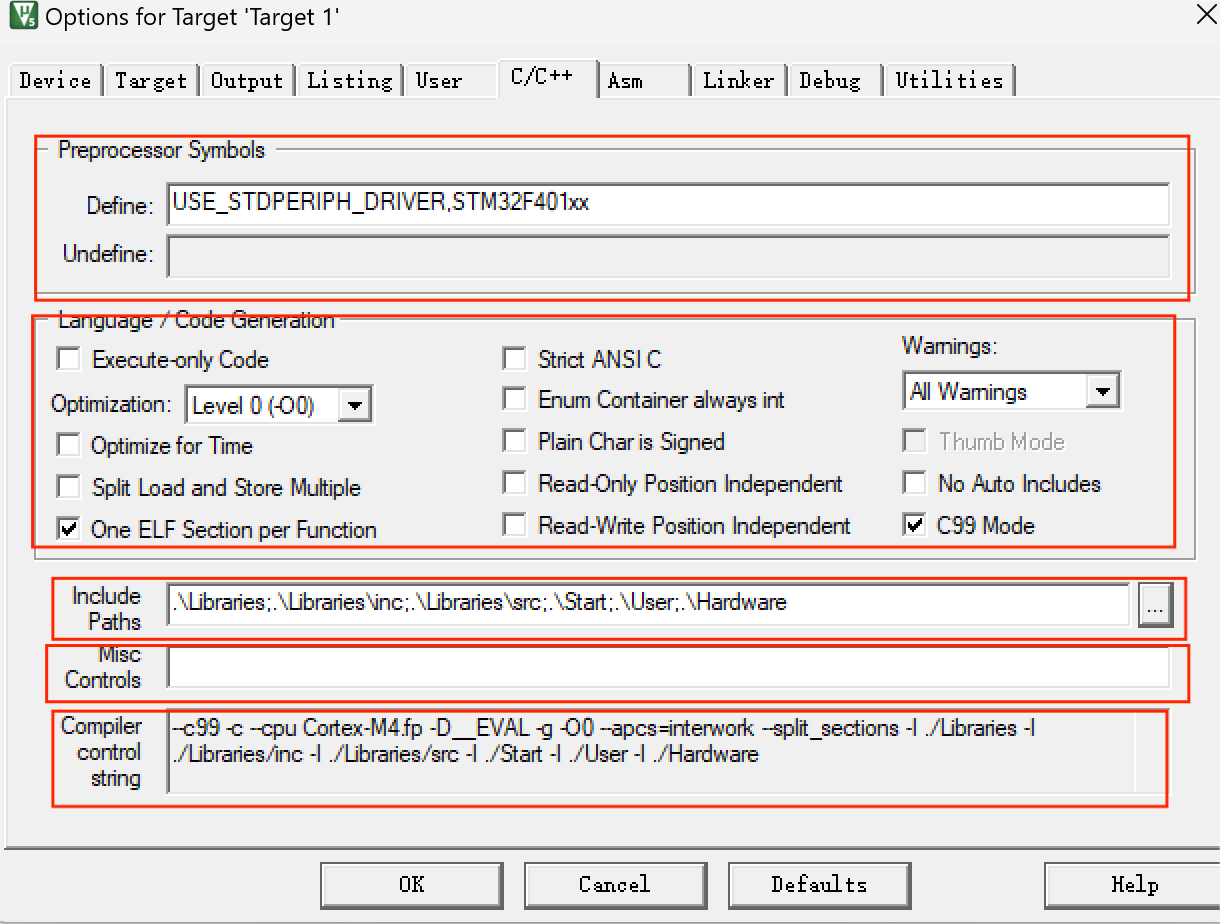 Options for Target 'Target 1'
Device Target Output Listing User C/C++ Asm Linker Debug Utilities
Preprocessor Symbols
Define: USE_STDPERIPH_DRIVER,STM32F401xx
Undefine:
Language / Code Generation
Execute-only Code
Optimization: Level 0 (-O0)
Optimize for Time
Split Load and Store Multiple
One ELF Section per Function
Strict ANSI C
Enum Container always int
Plain Char is Signed
Read-Only Position Independent
Read-Write Position Independent
Warnings:
All Warnings
Thumb Mode
No Auto Includes
C99 Mode
Include
Paths
.\Libraries;.\Libraries\inc;.\Libraries\src;.\Start;.\User;.\Hardware
...
Misc
Controls
Compiler
control
string
--c99 -c --cpu Cortex-M4.fp -D__EVAL -g -O0 --apcs=interwork --split_sections -I ./Libraries -I
./Libraries/inc -I ./Libraries/src -I ./Start -I ./User -I ./Hardware
OK Cancel Defaults Help